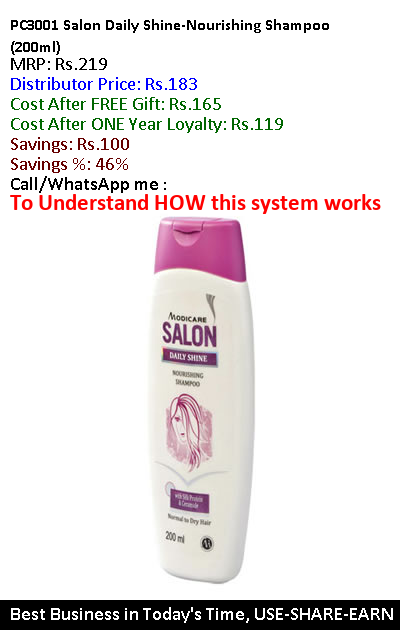 PC3001 Salon Daily Shine-Nourishing Shampoo
(200ml)
MRP: Rs.219
Distributor Price: Rs.183
Cost After FREE Gift: Rs.165
Cost After ONE Year Loyalty: Rs.119
Savings: Rs.100
Savings %: 46%
Call/WhatsApp me :
To Understand HOW this system works
MODICARE
SALON
DAILY SHINE
NOURISHING
SHAMPOO
with Silk Protein
& Ceramide
Normal to Dry Hair
200 ml
Best Business in Today's Time, USE-SHARE-EARN